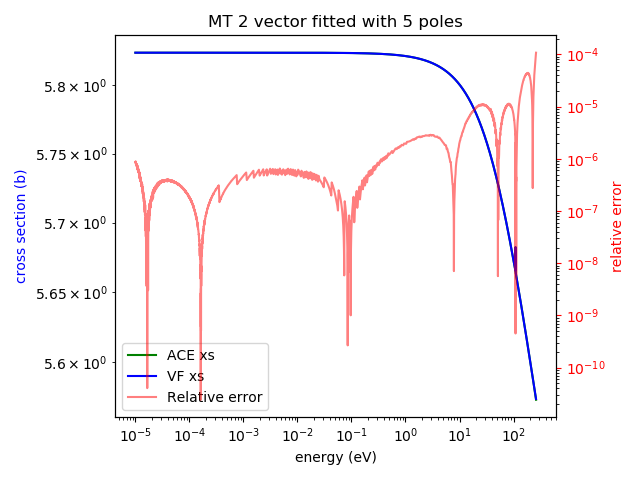 MT 2 vector fitted with 5 poles
cross section (b)
5.8 × 10⁰
5.75 × 10⁰
5.7 × 10⁰
5.65 × 10⁰
5.6 × 10⁰
10⁻⁴
10⁻⁵
10⁻⁶
10⁻⁷
10⁻⁸
10⁻⁹
10⁻¹⁰
relative error
ACE xs
VF xs
Relative error
10⁻⁵ 10⁻⁴ 10⁻³ 10⁻² 10⁻¹ 10⁰ 10¹ 10²
energy (eV)